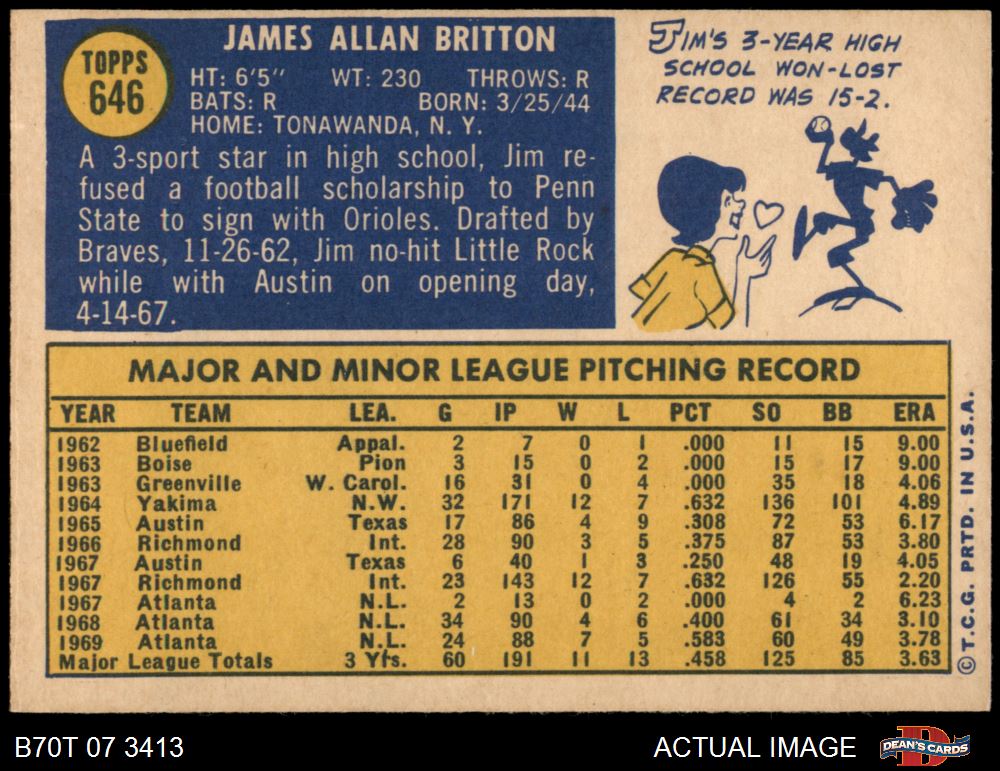 TOPPS
646
JAMES ALLAN BRITTON
HT: 6'5" WT: 230 THROWS: R
BATS: R BORN: 3/25/44
HOME: TONAWANDA, N. Y.
A 3-sport star in high school, Jim re-
fused a football scholarship to Penn
State to sign with Orioles. Drafted by
Braves, 11-26-62, Jim no-hit Little Rock
while with Austin on opening day,
4-14-67.
JIM'S 3-YEAR HIGH
SCHOOL WON-LOST
RECORD WAS 15-2.
MAJOR AND MINOR LEAGUE PITCHING RECORD
YEAR TEAM LEA. G IP W L PCT SO BB ERA
1962 Bluefield Appal. 2 7 0 1 .000 11 15 9.00
1963 Boise Pion 3 15 0 2 .000 15 17 9.00
1963 Greenville W. Carol. 16 31 0 4 .000 35 18 4.06
1964 Yakima N.W. 32 171 12 7 .632 136 101 4.89
1965 Austin Texas 17 86 4 9 .308 72 53 6.17
1966 Richmond Int. 28 90 3 5 .375 87 53 3.80
1967 Austin Texas 6 40 1 3 .250 48 19 4.05
1967 Richmond Int. 23 143 12 7 .632 126 55 2.20
1967 Atlanta N.L. 2 13 0 2 .000 4 2 6.23
1968 Atlanta N.L. 34 90 4 6 .400 61 34 3.10
1969 Atlanta N.L. 24 88 7 5 .583 60 49 3.78
Major League Totals 3 Yrs. 60 191 11 13 .458 125 85 3.63
© T.C.G. PRTD. IN U.S.A.
B70T 07 3413
ACTUAL IMAGE
DEAN'S CARDS